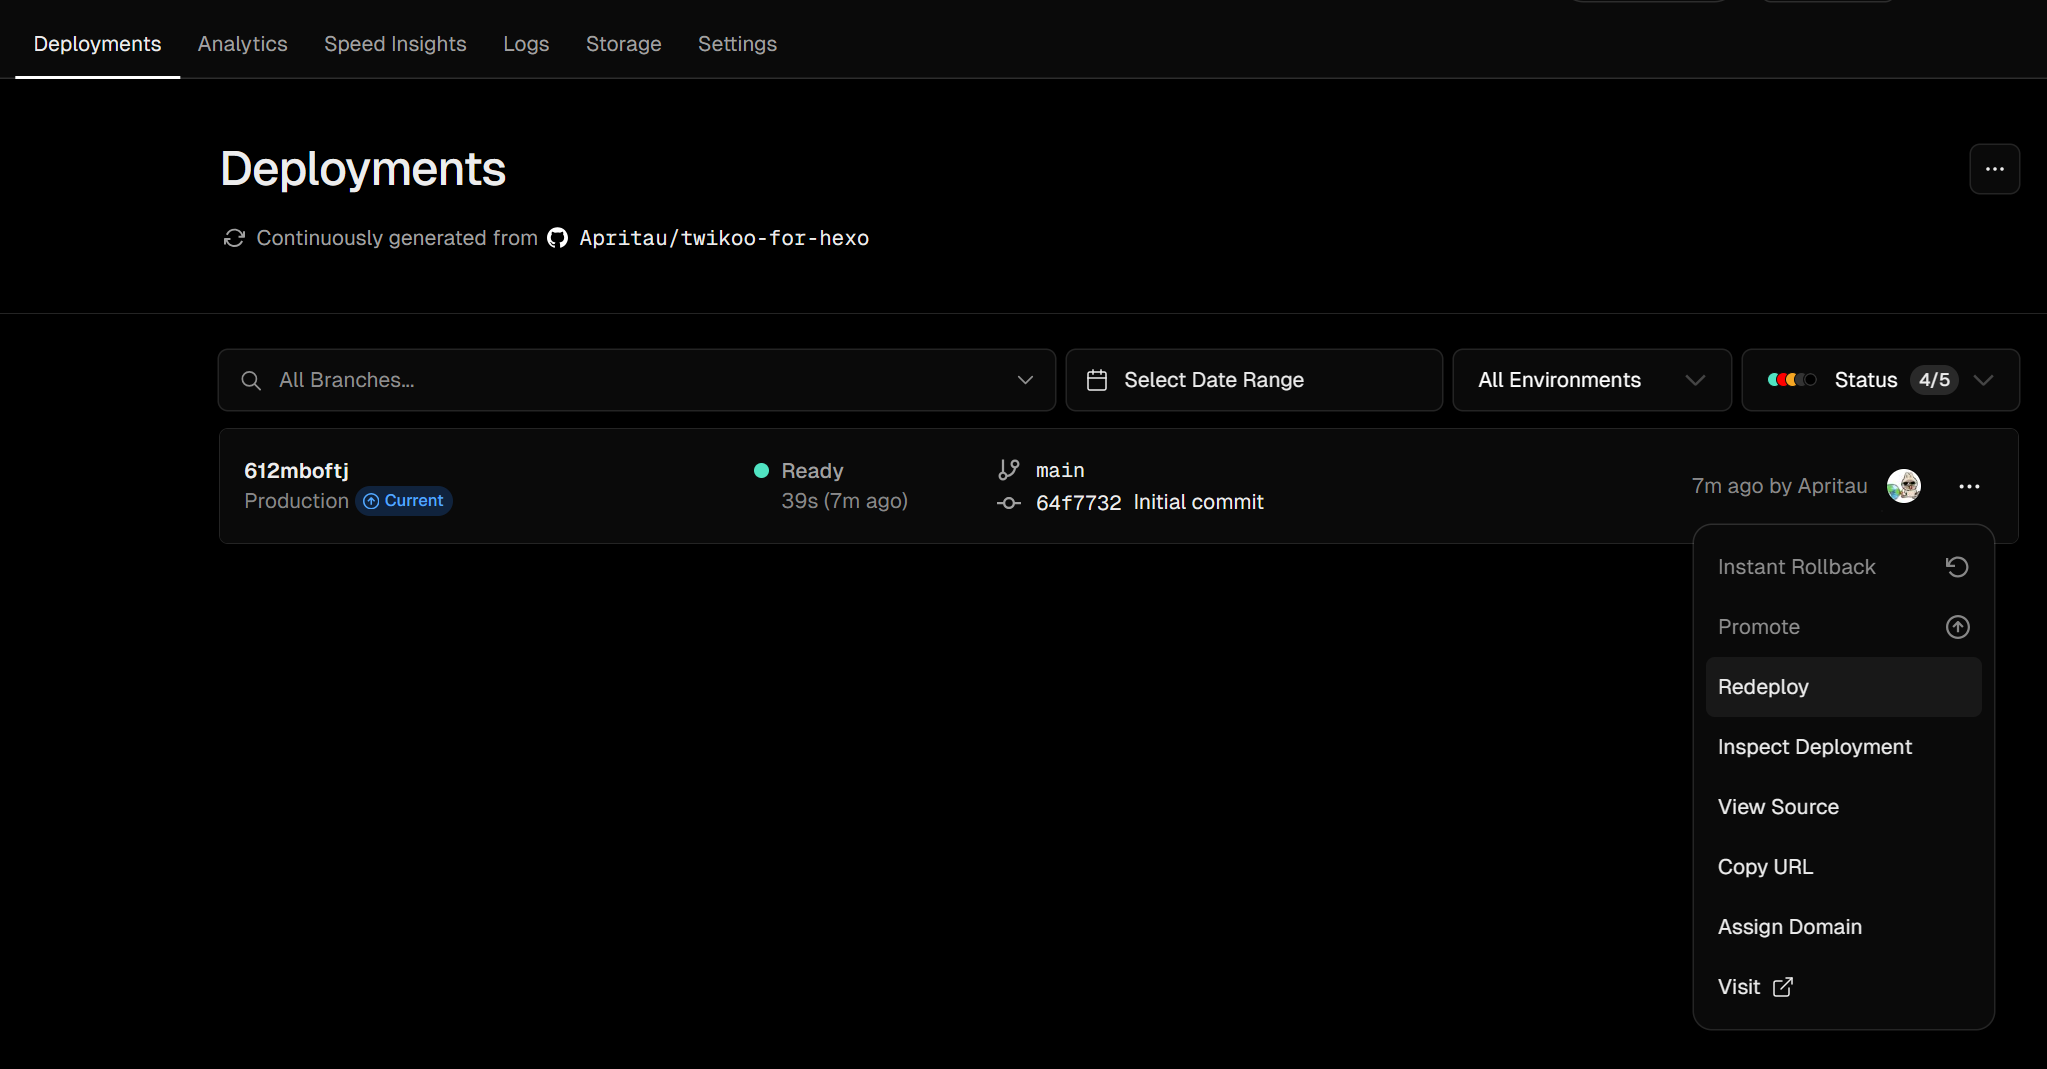 Deployments Analytics Speed Insights Logs Storage Settings
Deployments
Continuously generated from Apritau/twikoo-for-hexo
All Branches... Select Date Range All Environments Status 4/5
612mboftj Ready main
Production Current 39s (7m ago) 64f7732 Initial commit
7m ago by Apritau
Instant Rollback
Promote
Redeploy
Inspect Deployment
View Source
Copy URL
Assign Domain
Visit